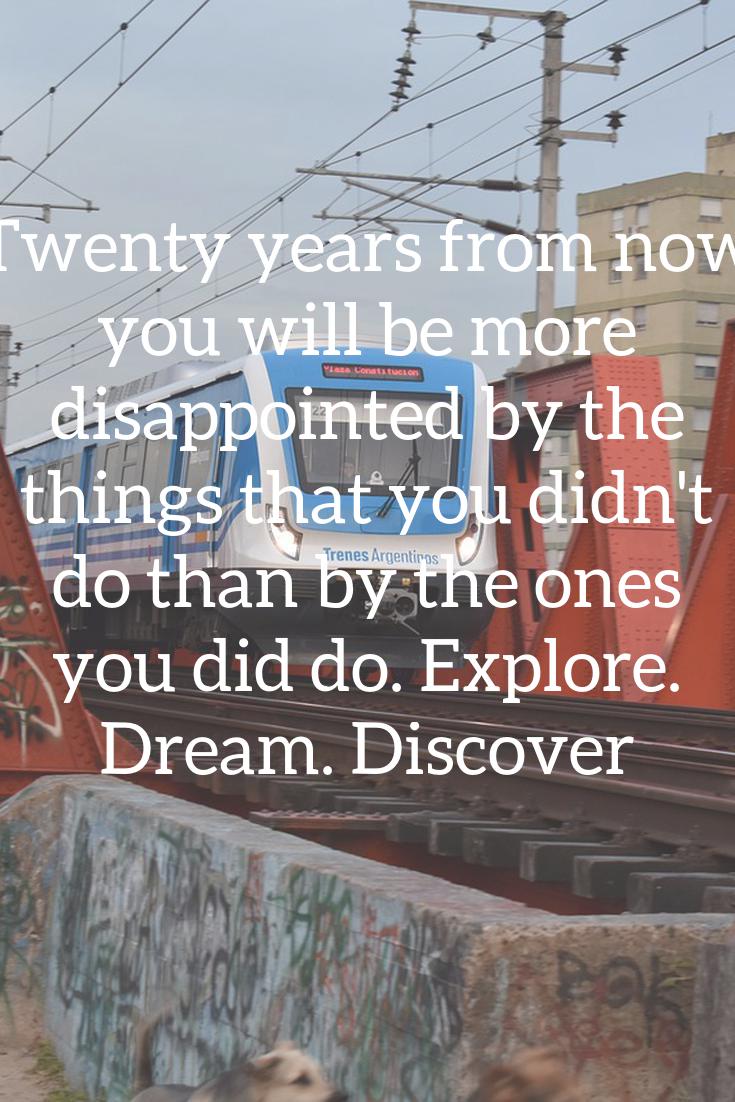 Twenty years from now
you will be more
disappointed by the
things that you didn't
do than by the ones
you did do. Explore.
Dream. Discover
Plaza Constitucion
22
Trenes Argentinos